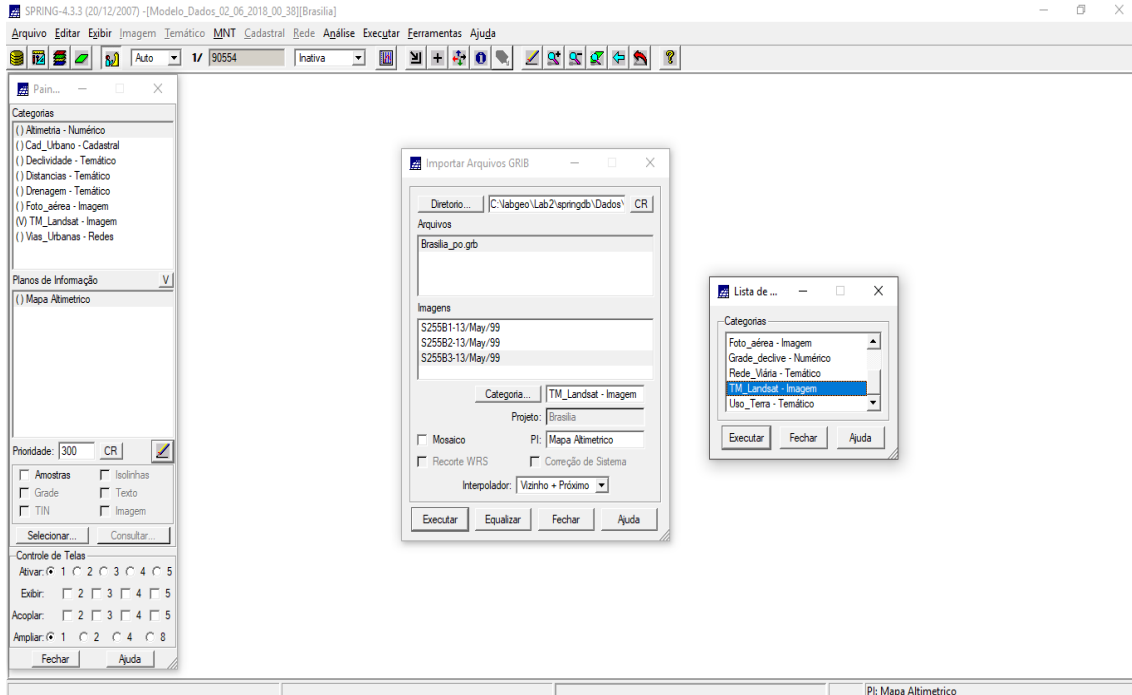 SPRING-4.3.3 (20/12/2007) -[Modelo_Dados_02_06_2018_00_38][Brasilia]
Arquivo Editar Exibir Imagem Temático MNT Cadastral Rede Análise Executar Ferramentas Ajuda
Auto 1/ 90554 Inativa
Pain...
Categorias
( ) Altimetria - Numérico
( ) Cad_Urbano - Cadastral
( ) Declividade - Temático
( ) Distancias - Temático
( ) Drenagem - Temático
( ) Foto_aérea - Imagem
(V) TM_Landsat - Imagem
( ) Vias_Urbanas - Redes
Planos de Informação V
( ) Mapa Altimetrico
Prioridade: 300 CR
Amostras Isolinhas
Grade Texto
TIN Imagem
Selecionar... Consultar...
Controle de Telas
Ativar: 1 2 3 4 5
Exibir: 2 3 4 5
Acoplar: 2 3 4 5
Ampliar: 1 2 4 8
Fechar Ajuda
Importar Arquivos GRIB
Diretorio... C:\labgeo\Lab2\springdb\Dados\ CR
Arquivos
Brasilia_po.grb
Imagens
S255B1-13/May/99
S255B2-13/May/99
S255B3-13/May/99
Categoria... TM_Landsat - Imagem
Projeto: Brasilia
Mosaico PI: Mapa Altimetrico
Recorte WRS Correção de Sistema
Interpolador: Vizinho + Próximo
Executar Equalizar Fechar Ajuda
Lista de ...
Categorias
Foto_aérea - Imagem
Grade_declive - Numérico
Rede_Viária - Temático
TM_Landsat - Imagem
Uso_Terra - Temático
Executar Fechar Ajuda
PI: Mapa Altimetrico